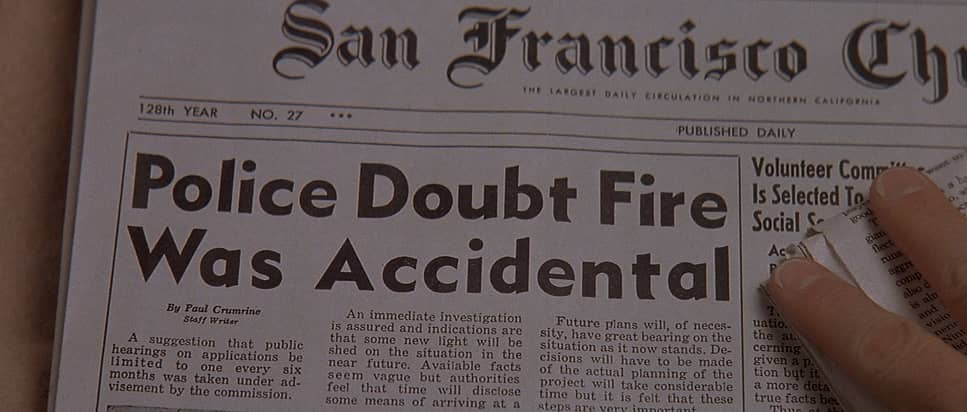 San Francisco
THE LARGEST DAILY CIRCULATION IN NORTHERN CALIFORNIA
128th YEAR NO. 27 ***
PUBLISHED DAILY
Police Doubt Fire
Was Accidental
By Paul Crumrine
Staff Writer
A suggestion that public
hearings on applications be
limited to one every six
months was taken under ad-
visement by the commission.
An immediate investigation
is assured and indications are
that some new light will be
shed on the situation in the
near future. Available facts
seem vague but authorities
feel that time will disclose
some means of arriving at a
Future plans will, of neces-
sity, have great bearing on the
situation as it now stands. De-
cisions will have to be made
of the actual planning of the
project will take considerable
time but it is felt that these
steps are very important
Volunteer
Is Selected To
Social
the
cerning
given a
tion but it
a more
true facts